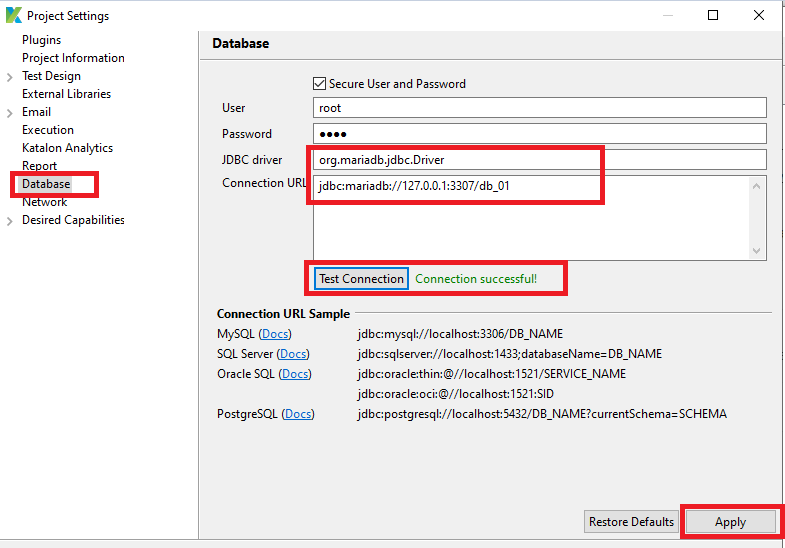 Project Settings
Plugins
Project Information
Test Design
External Libraries
Email
Execution
Katalon Analytics
Report
Database
Network
Desired Capabilities
Database
Secure User and Password
User root
Password ●●●●
JDBC driver org.mariadb.jdbc.Driver
Connection URL jdbc:mariadb://127.0.0.1:3307/db_01
Test Connection Connection successful!
Connection URL Sample
MySQL (Docs) jdbc:mysql://localhost:3306/DB_NAME
SQL Server (Docs) jdbc:sqlserver://localhost:1433;databaseName=DB_NAME
Oracle SQL (Docs) jdbc:oracle:thin:@//localhost:1521/SERVICE_NAME
jdbc:oracle:oci:@//localhost:1521:SID
PostgreSQL (Docs) jdbc:postgresql://localhost:5432/DB_NAME?currentSchema=SCHEMA
Restore Defaults Apply